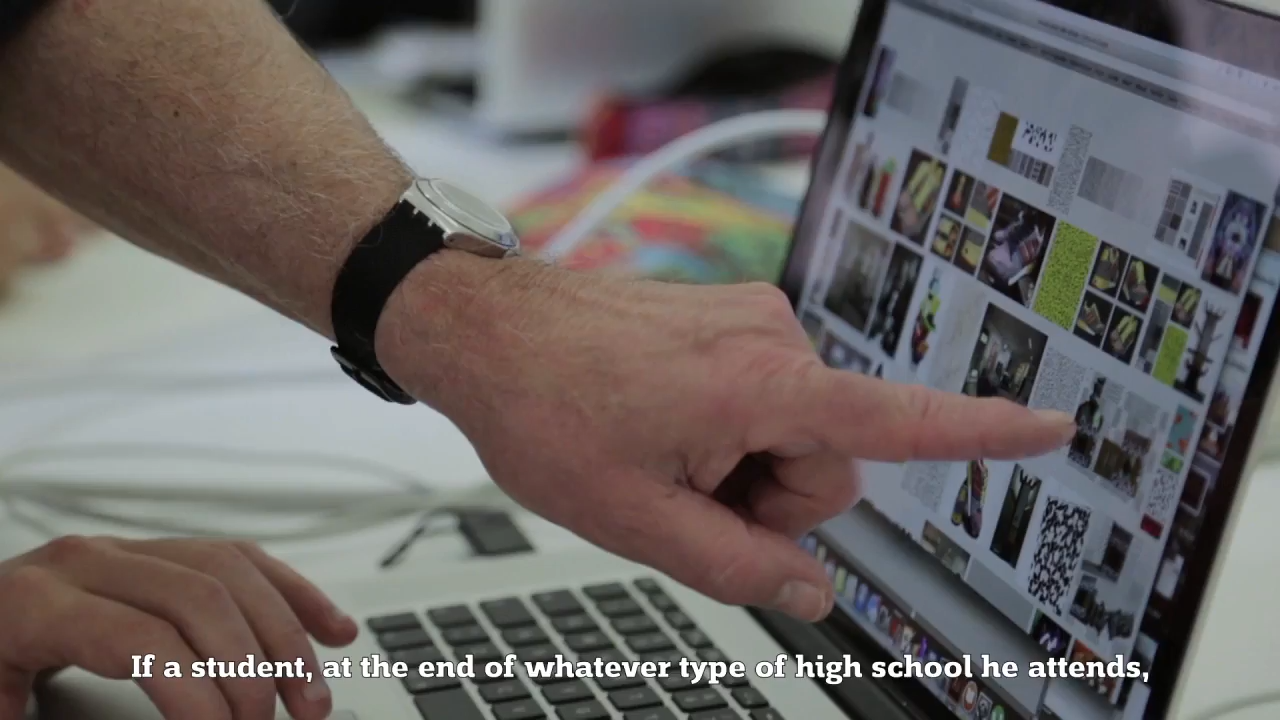 If a student, at the end of whatever type of high school he attends,